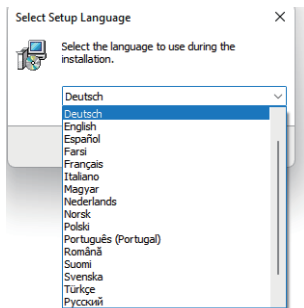 Select Setup Language
Select the language to use during the
installation.
Deutsch
Deutsch
English
Español
Farsi
Français
Italiano
Magyar
Nederlands
Norsk
Polski
Português (Portugal)
Română
Suomi
Svenska
Türkçe
Русский